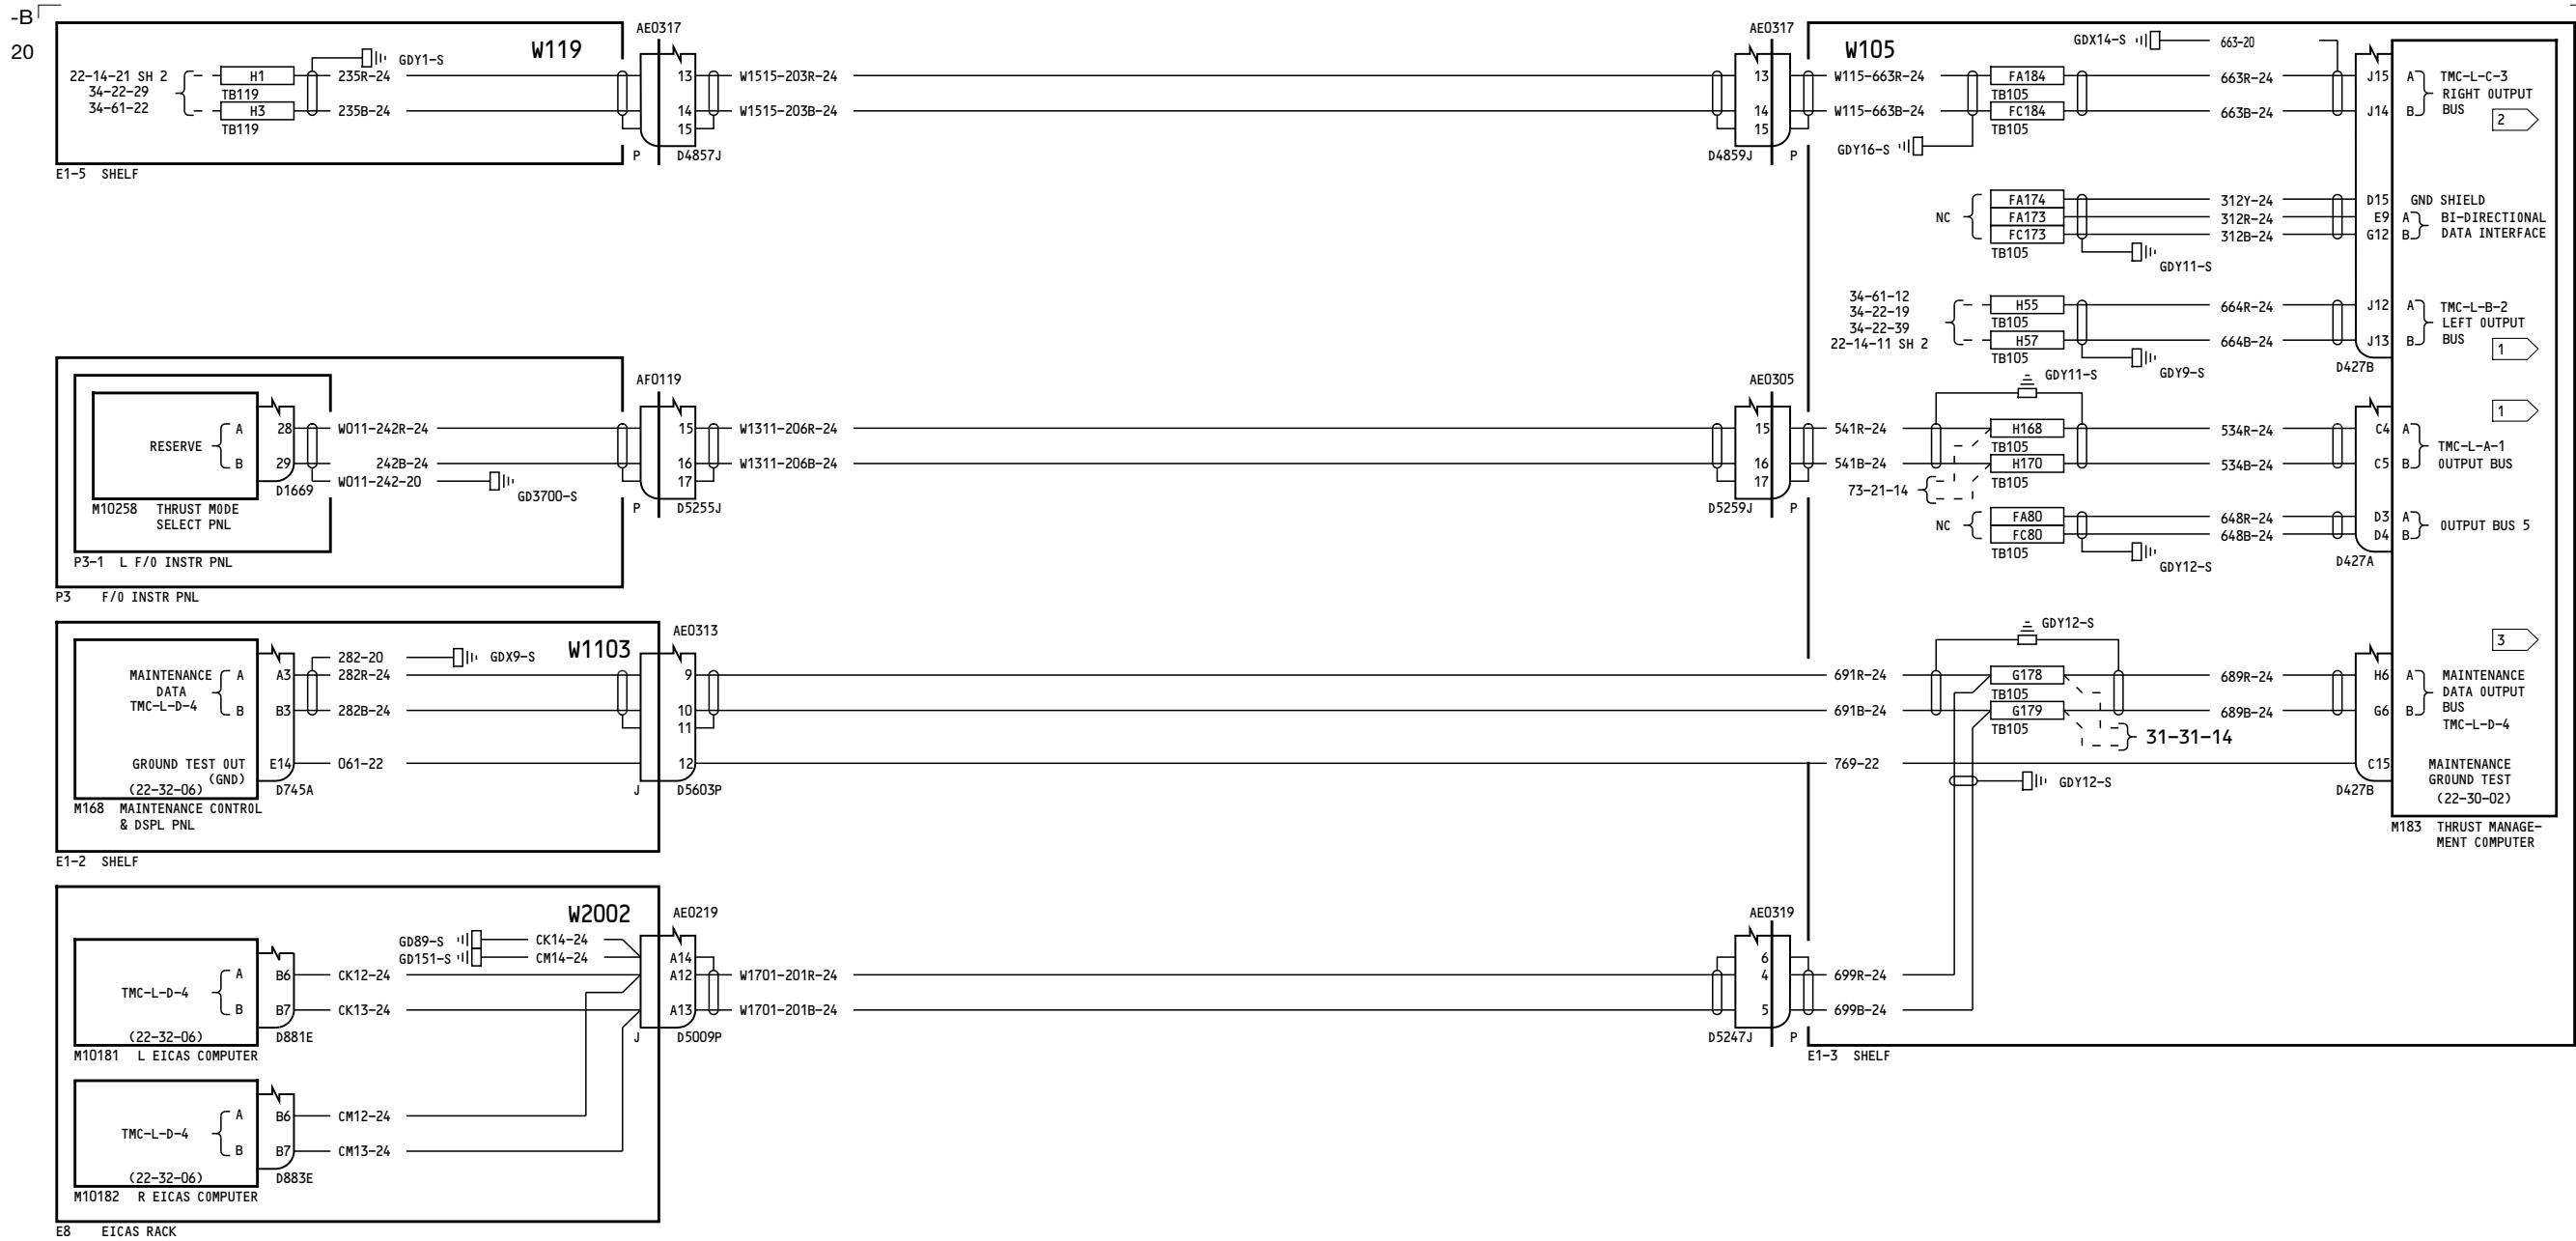 -B
20
W119
22-14-21 SH 2
34-22-29
34-61-22
H1
TB119
H3
TB119
GDY1-S
235R-24
235B-24
E1-5 SHELF
AE0317
13
14
15
P
D4857J
W1515-203R-24
W1515-203B-24
AE0317
13
14
15
D4859J
P
W105
W115-663R-24
W115-663B-24
GDY16-S
FA184
TB105
FC184
TB105
GDX14-S
663-20
663R-24
663B-24
J15
J14
A
B
TMC-L-C-3
RIGHT OUTPUT
BUS
2
NC
FA174
FA173
FC173
TB105
GDY11-S
312Y-24
312R-24
312B-24
D15
E9
G12
GND SHIELD
A
B
BI-DIRECTIONAL
DATA INTERFACE
34-61-12
34-22-19
34-22-39
22-14-11 SH 2
H55
TB105
H57
TB105
GDY9-S
664R-24
664B-24
J12
J13
D427B
A
B
TMC-L-B-2
LEFT OUTPUT
BUS
1
RESERVE
A
B
28
29
D1669
M10258 THRUST MODE
SELECT PNL
P3-1 L F/O INSTR PNL
P3 F/O INSTR PNL
W011-242R-24
242B-24
W011-242-20
GD3700-S
AF0119
15
16
17
P
D5255J
W1311-206R-24
W1311-206B-24
AE0305
15
16
17
D5259J
P
541R-24
541B-24
73-21-14
GDY11-S
H168
TB105
H170
TB105
534R-24
534B-24
C4
C5
A
B
TMC-L-A-1
OUTPUT BUS
1
NC
FA80
FC80
TB105
GDY12-S
648R-24
648B-24
D3
D4
D427A
A
B
OUTPUT BUS 5
W1103
MAINTENANCE
DATA
TMC-L-D-4
A
B
A3
B3
GROUND TEST OUT
(GND)
(22-32-06)
E14
D745A
M168 MAINTENANCE CONTROL
& DSPL PNL
E1-2 SHELF
282-20
282R-24
282B-24
061-22
GDX9-S
AE0313
9
10
11
12
J
D5603P
691R-24
691B-24
769-22
GDY12-S
G178
TB105
G179
TB105
31-31-14
GDY12-S
689R-24
689B-24
H6
G6
C15
D427B
A
B
3
MAINTENANCE
DATA OUTPUT
BUS
TMC-L-D-4
MAINTENANCE
GROUND TEST
(22-30-02)
M183 THRUST MANAGE-
MENT COMPUTER
W2002
GD89-S
GD151-S
CK14-24
CM14-24
TMC-L-D-4
A
B
(22-32-06)
B6
B7
D881E
M10181 L EICAS COMPUTER
CK12-24
CK13-24
AE0219
A14
A12
A13
J
D5009P
W1701-201R-24
W1701-201B-24
AE0319
6
4
5
D5247J
P
699R-24
699B-24
E1-3 SHELF
TMC-L-D-4
A
B
(22-32-06)
B6
B7
D883E
M10182 R EICAS COMPUTER
CM12-24
CM13-24
E8 EICAS RACK